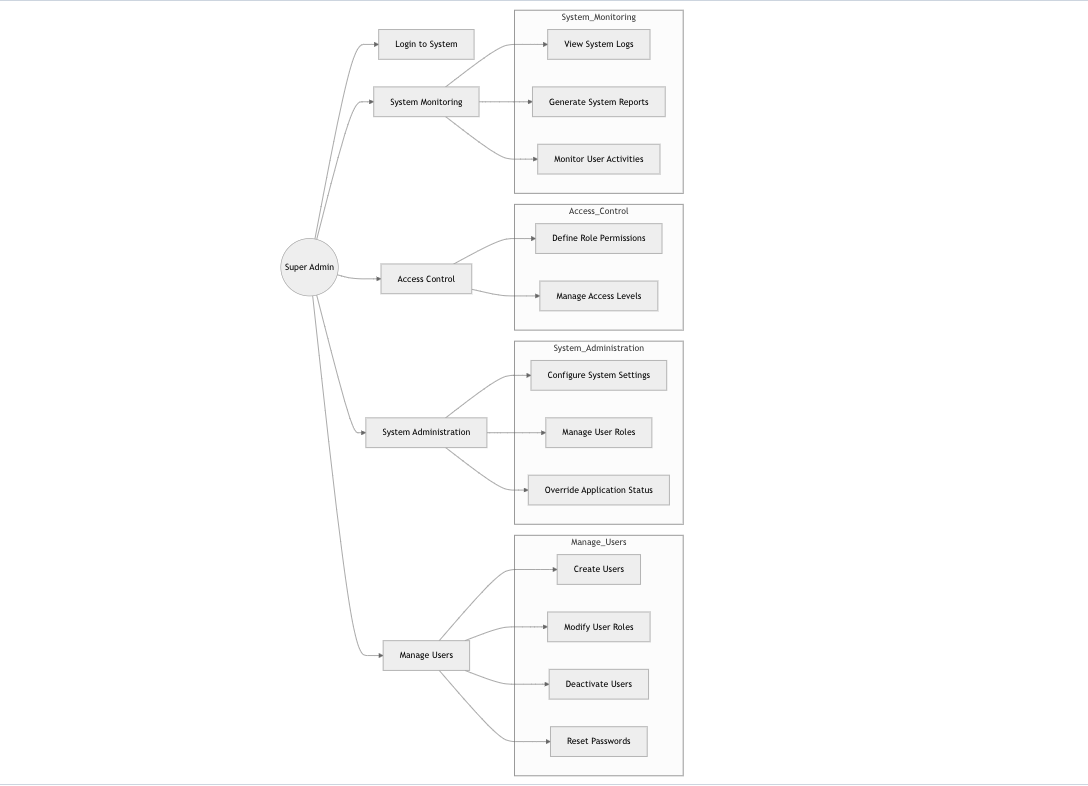 Super Admin
Login to System
System Monitoring
Access Control
System Administration
Manage Users
System_Monitoring
View System Logs
Generate System Reports
Monitor User Activities
Access_Control
Define Role Permissions
Manage Access Levels
System_Administration
Configure System Settings
Manage User Roles
Override Application Status
Manage_Users
Create Users
Modify User Roles
Deactivate Users
Reset Passwords